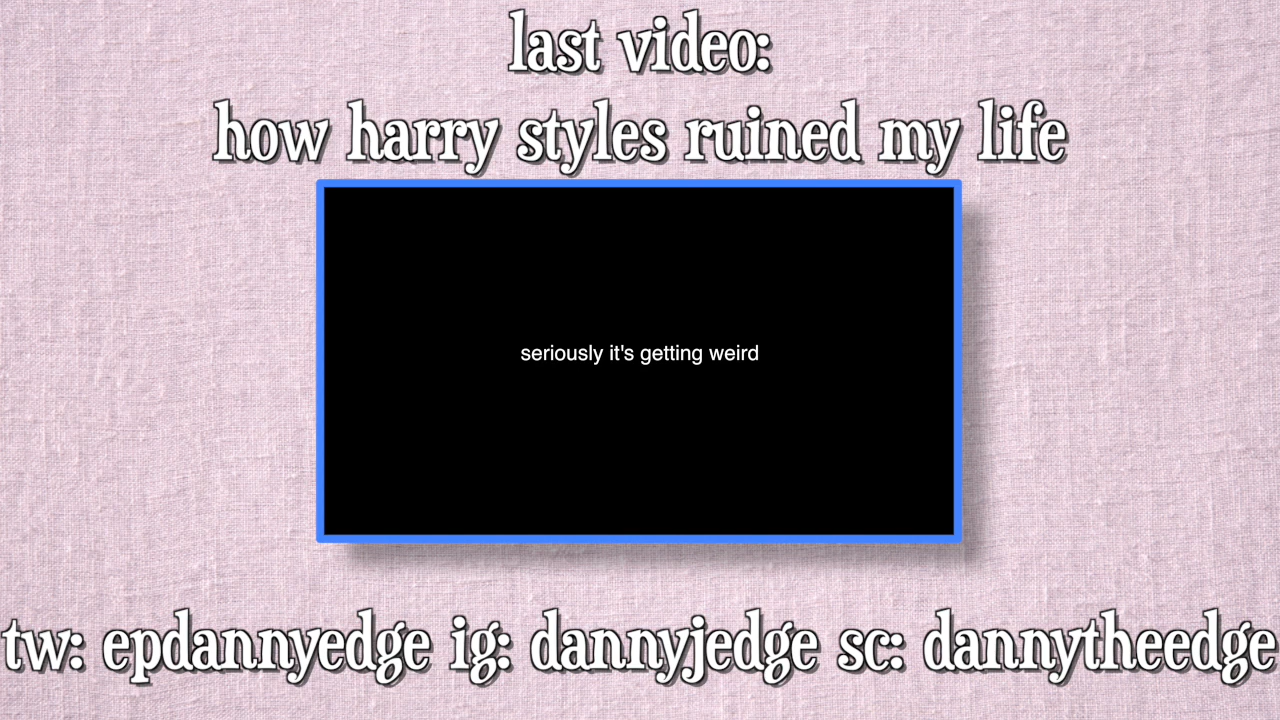 last video:
how harry styles ruined my life
seriously it's getting weird
tw: epdannyedge ig: dannyjedge sc: dannytheedge